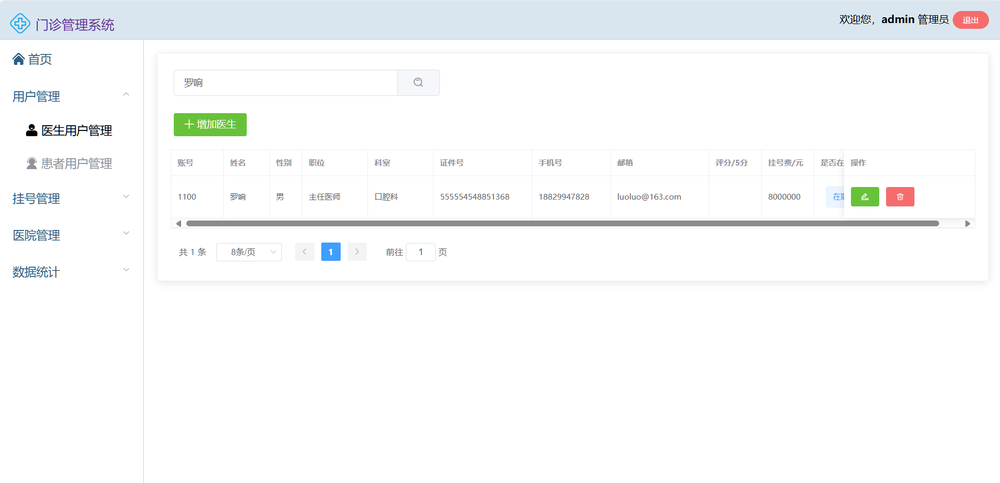 门诊管理系统
欢迎您，admin 管理员 退出
首页
用户管理
医生用户管理
患者用户管理
挂号管理
医院管理
数据统计
罗响
增加医生
账号 姓名 性别 职位 科室 证件号 手机号 邮箱 评分/5分 挂号费/元 是否在 操作
1100 罗响 男 主任医师 口腔科 555554548851368 18829947828 luoluo@163.com 8000000 在
共 1 条 8条/页 1 前往 1 页